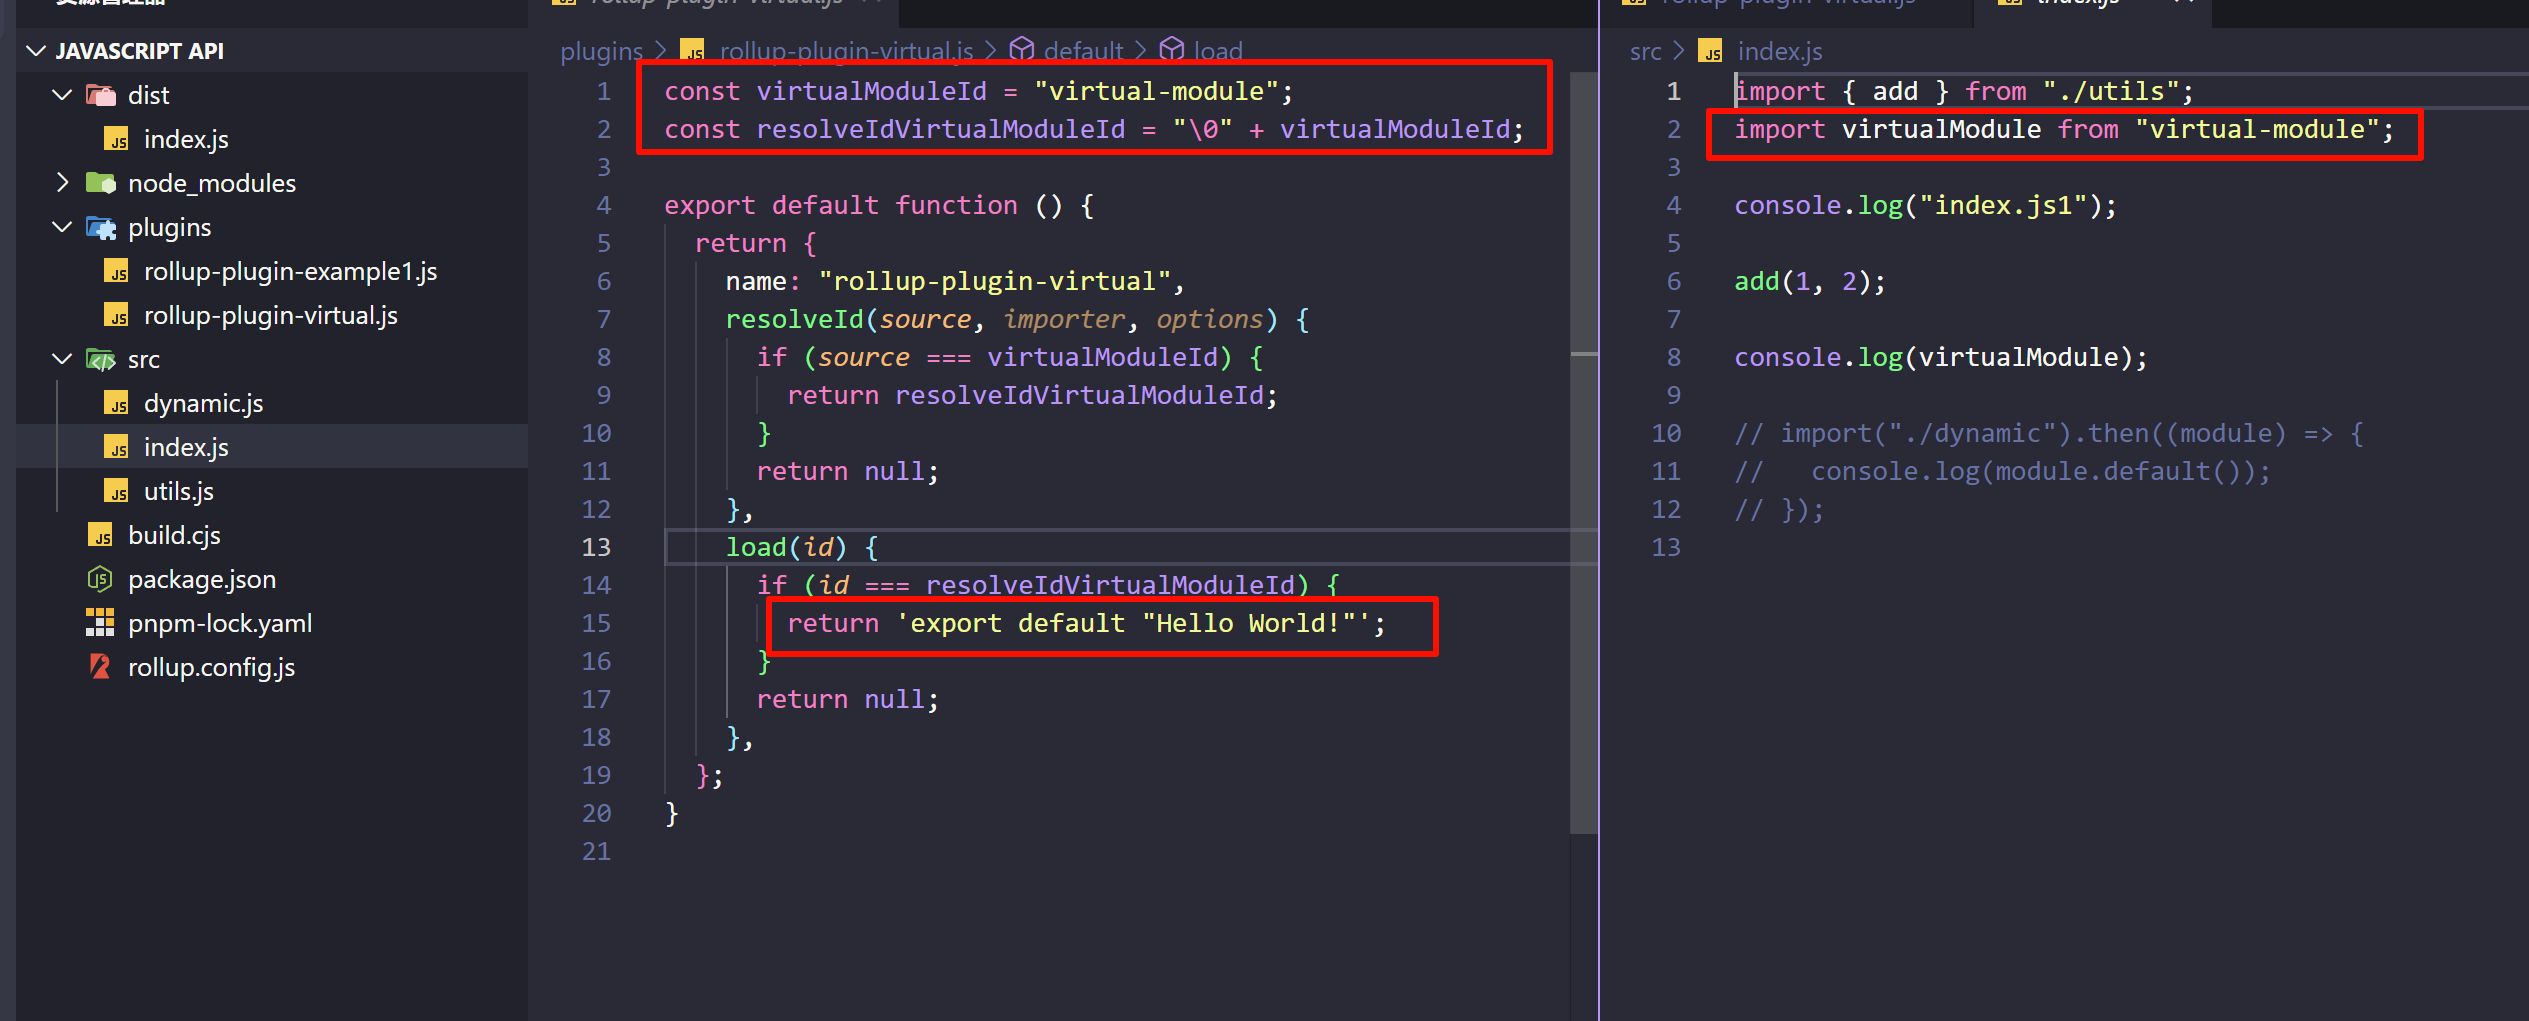 资源管理器
JAVASCRIPT API
dist
index.js
node_modules
plugins
rollup-plugin-example1.js
rollup-plugin-virtual.js
src
dynamic.js
index.js
utils.js
build.cjs
package.json
pnpm-lock.yaml
rollup.config.js
rollup-plugin-virtual.js
plugins > rollup-plugin-virtual.js > default > load
1 const virtualModuleId = "virtual-module";
2 const resolveIdVirtualModuleId = "\0" + virtualModuleId;
3
4 export default function () {
5 return {
6 name: "rollup-plugin-virtual",
7 resolveId(source, importer, options) {
8 if (source === virtualModuleId) {
9 return resolveIdVirtualModuleId;
10 }
11 return null;
12 },
13 load(id) {
14 if (id === resolveIdVirtualModuleId) {
15 return 'export default "Hello World!"';
16 }
17 return null;
18 },
19 };
20 }
21
rollup-plugin-virtual.js index.js
src > index.js
1 import { add } from "./utils";
2 import virtualModule from "virtual-module";
3
4 console.log("index.js1");
5
6 add(1, 2);
7
8 console.log(virtualModule);
9
10 // import("./dynamic").then((module) => {
11 // console.log(module.default());
12 // });
13